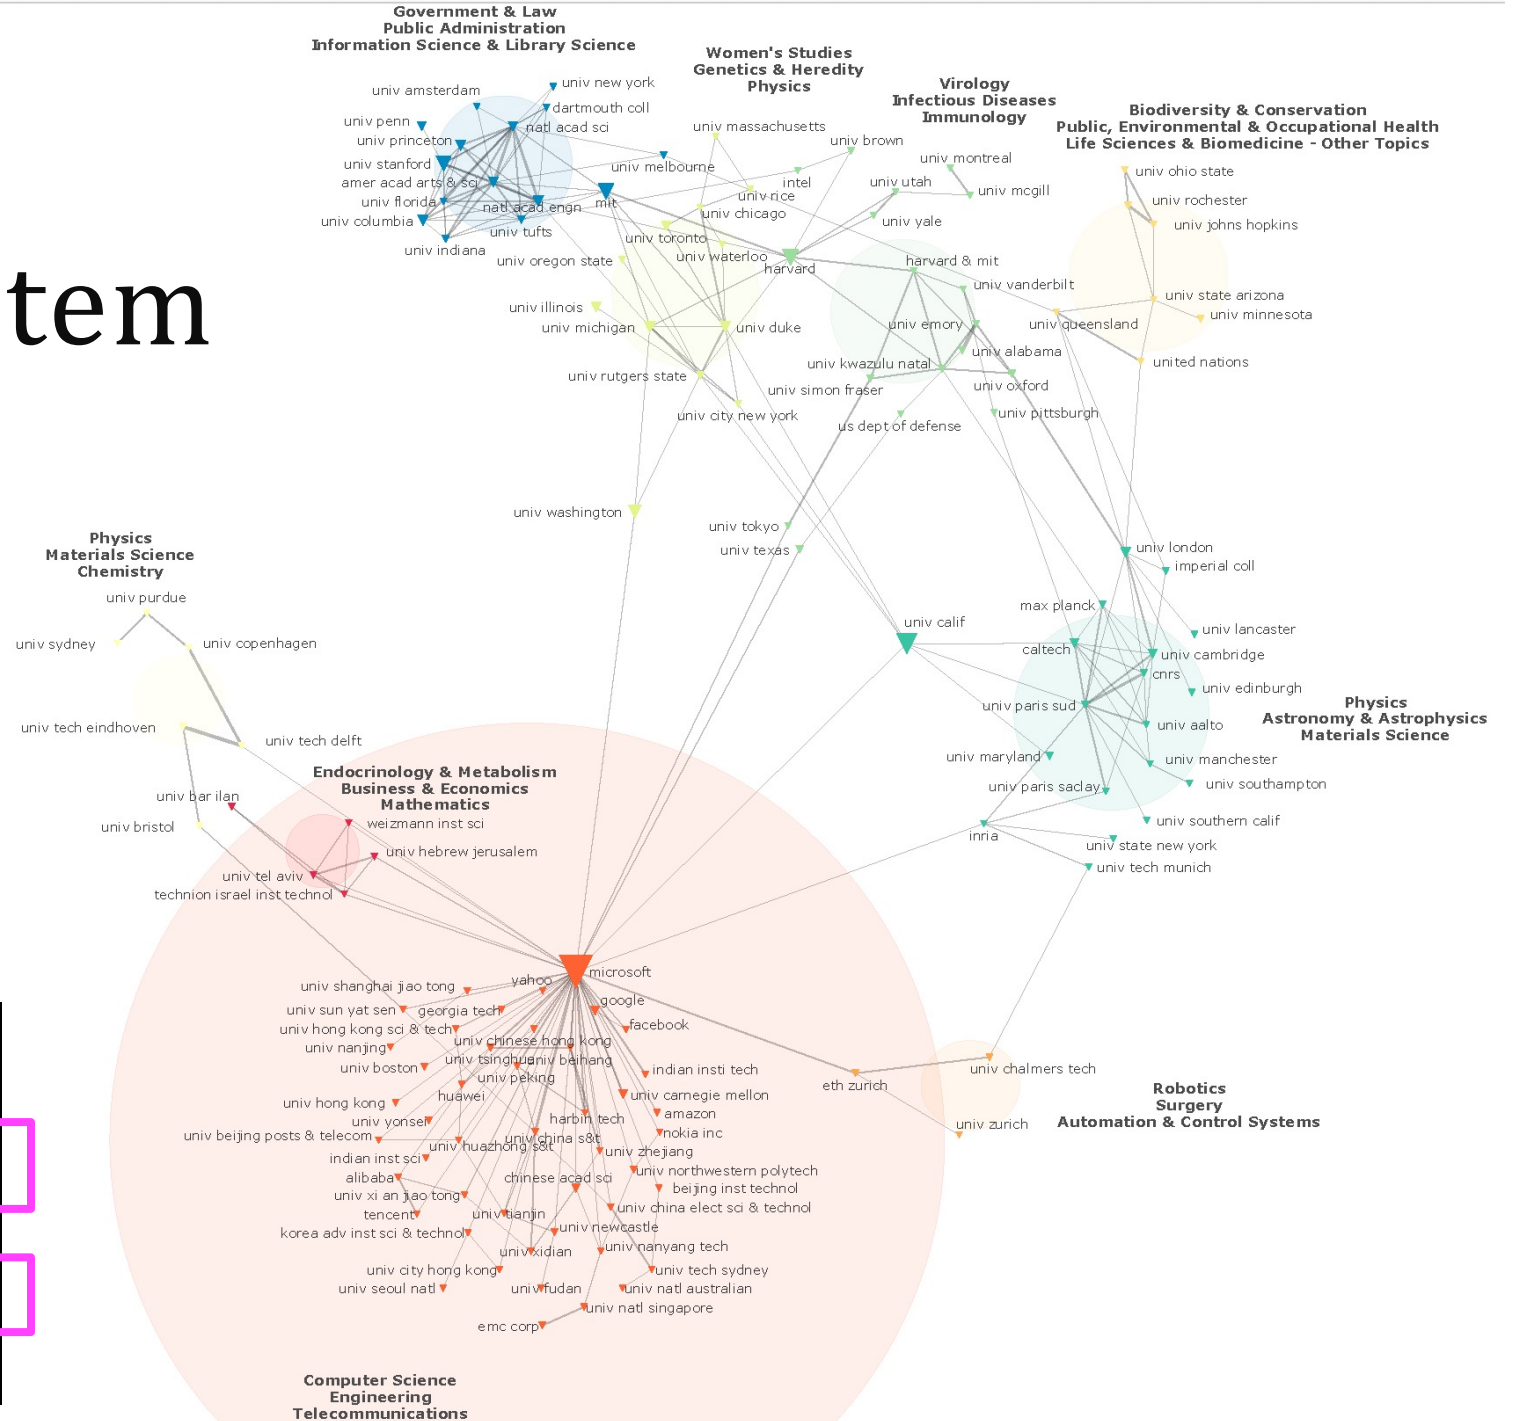 Government & Law
Public Administration
Information Science & Library Science
Women's Studies
Genetics & Heredity
Physics
Virology
Infectious Diseases
Immunology
Biodiversity & Conservation
Public, Environmental & Occupational Health
Life Sciences & Biomedicine - Other Topics
univ new york
univ amsterdam
dartmouth coll
univ penn
natl acad sci
univ princeton
univ stanford
amer acad arts & sci
univ florida
natl acad engn
univ columbia
univ tufts
univ indiana
univ melbourne
mit
univ massachusetts
univ brown
intel
univ rice
univ chicago
univ toronto
univ waterloo
harvard
univ oregon state
univ illinois
univ michigan
univ duke
univ rutgers state
univ city new york
univ montreal
univ utah
univ mcgill
univ yale
harvard & mit
univ vanderbilt
univ emory
univ alabama
univ kwazulu natal
univ simon fraser
univ oxford
us dept of defense
univ pittsburgh
univ ohio state
univ rochester
univ johns hopkins
univ state arizona
univ queensland
univ minnesota
united nations
tem
univ washington
univ tokyo
univ texas
Physics
Materials Science
Chemistry
univ purdue
univ sydney
univ copenhagen
univ tech eindhoven
univ tech delft
univ bristol
univ london
imperial coll
max planck
univ calif
univ lancaster
caltech
univ cambridge
cnrs
univ edinburgh
univ paris sud
univ aalto
univ maryland
univ manchester
univ paris saclay
univ southampton
univ southern calif
inria
univ state new york
univ tech munich
Physics
Astronomy & Astrophysics
Materials Science
Endocrinology & Metabolism
Business & Economics
Mathematics
univ bar ilan
weizmann inst sci
univ hebrew jerusalem
univ tel aviv
technion israel inst technol
microsoft
yahoo
univ shanghai jiao tong
google
univ sun yat sen
georgia tech
facebook
univ hong kong sci & tech
univ chinese hong kong
univ nanjing
univ tsinghua
univ beihang
univ boston
univ peking
indian insti tech
huawei
univ carnegie mellon
univ hong kong
harbin tech
amazon
univ yonsei
nokia inc
univ beijing posts & telecom
univ china s&t
univ huazhong s&t
univ zhejiang
indian inst sci
univ northwestern polytech
alibaba
chinese acad sci
beijing inst technol
univ xi an jiao tong
univ china elect sci & technol
tencent
univ tianjin
univ newcastle
korea adv inst sci & technol
univ xidian
univ nanyang tech
univ city hong kong
univ tech sydney
univ seoul natl
univ fudan
univ natl australian
univ natl singapore
emc corp
eth zurich
univ chalmers tech
univ zurich
Robotics
Surgery
Automation & Control Systems
Computer Science
Engineering
Telecommunications